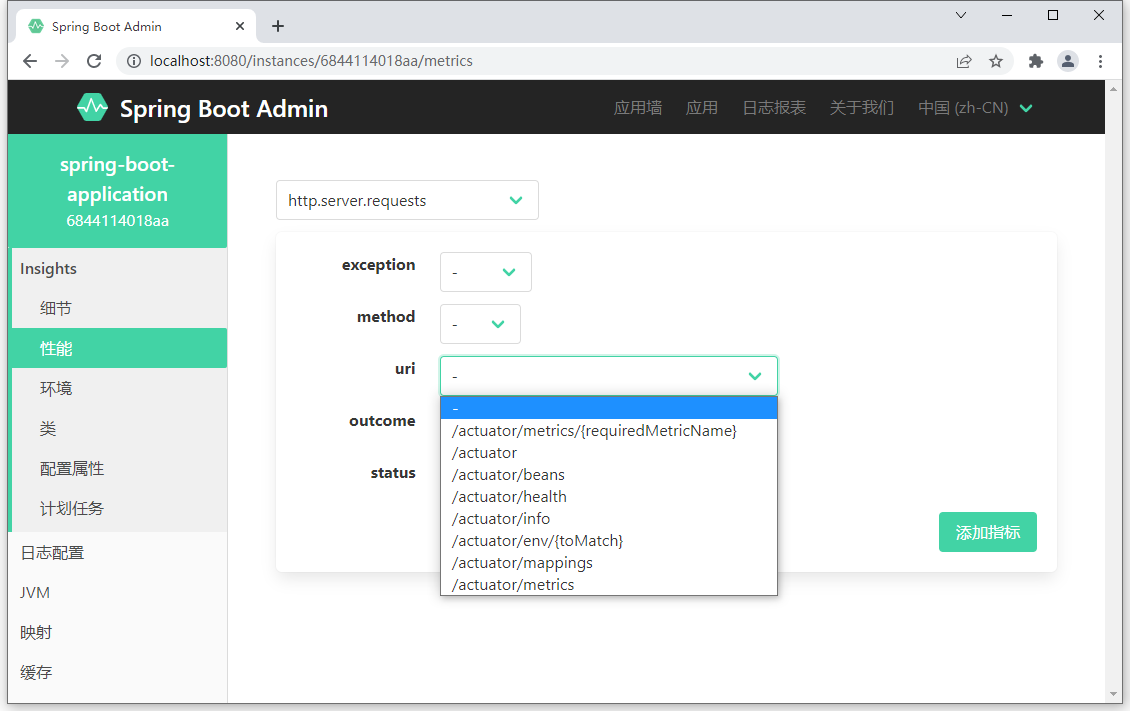 Spring Boot Admin
localhost:8080/instances/6844114018aa/metrics
Spring Boot Admin
应用墙 应用 日志报表 关于我们 中国 (zh-CN)
spring-boot-
application
6844114018aa
Insights
细节
性能
环境
类
配置属性
计划任务
日志配置
JVM
映射
缓存
http.server.requests
exception -
method -
uri -
-
/actuator/metrics/{requiredMetricName}
/actuator
/actuator/beans
/actuator/health
/actuator/info
/actuator/env/{toMatch}
/actuator/mappings
/actuator/metrics
outcome
status
添加指标